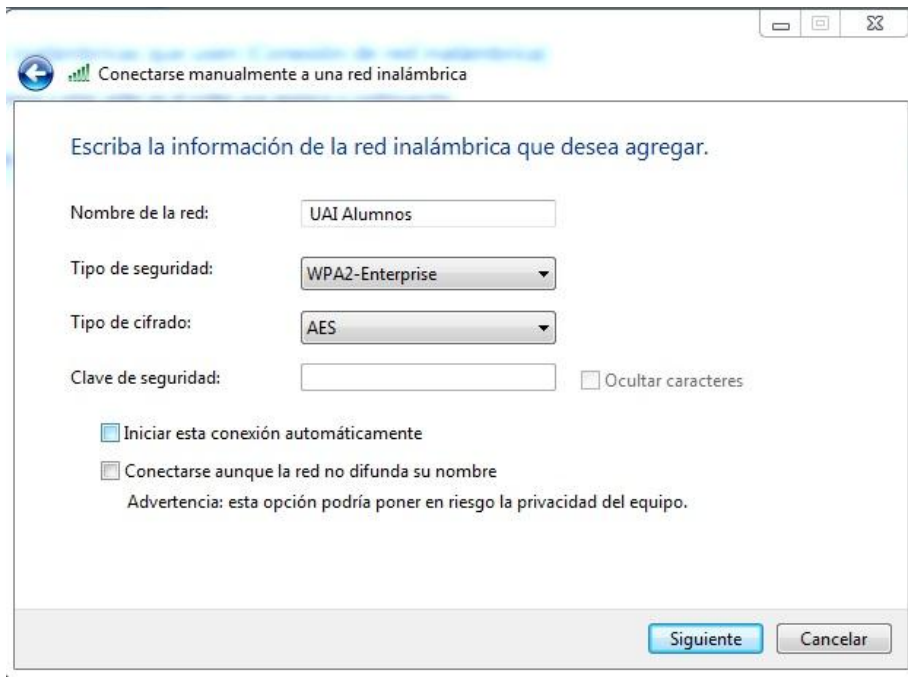 Conectarse manualmente a una red inalámbrica
Escriba la información de la red inalámbrica que desea agregar.
Nombre de la red: UAI Alumnos
Tipo de seguridad: WPA2-Enterprise
Tipo de cifrado: AES
Clave de seguridad: Ocultar caracteres
Iniciar esta conexión automáticamente
Conectarse aunque la red no difunda su nombre
Advertencia: esta opción podría poner en riesgo la privacidad del equipo.
Siguiente Cancelar